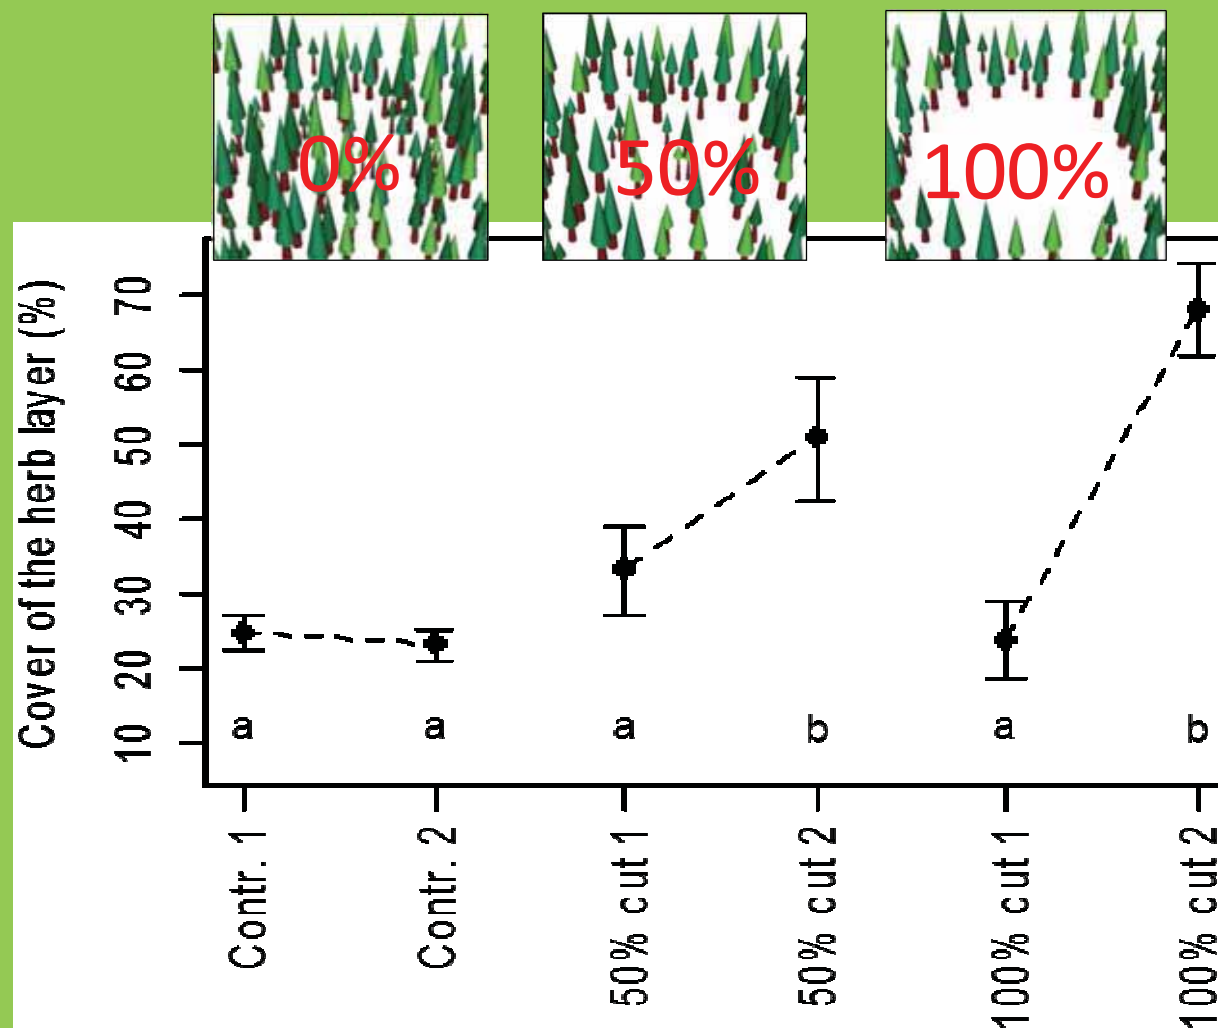 0%
50%
100%
Cover of the herb layer (%)
70
60
50
40
30
20
10
a
a
a
b
a
b
Contr. 1
Contr. 2
50% cut 1
50% cut 2
100% cut 1
100% cut 2